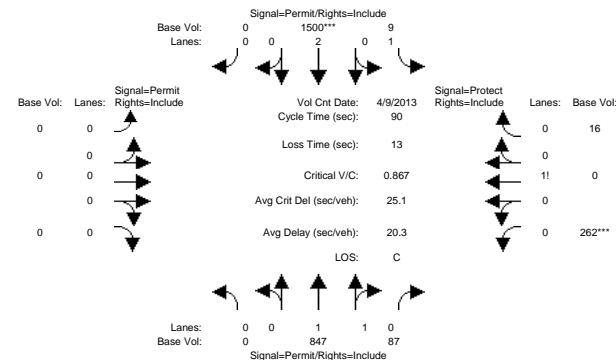 Signal=Permit/Rights=Include
Base Vol: 0 1500*** 9
Lanes: 0 0 2 0 1
Signal=Permit
Base Vol: Lanes: Rights=Include
Vol Cnt Date: 4/9/2013
Signal=Protect
Rights=Include Lanes: Base Vol:
Cycle Time (sec): 90
0 0
0 16
Loss Time (sec): 13
0
0
0 0
Critical V/C: 0.867
1! 0
0
Avg Crit Del (sec/veh): 25.1
0
0 0
Avg Delay (sec/veh): 20.3
0 262***
LOS: C
Lanes: 0 0 1 1 0
Base Vol: 0 847 87
Signal=Permit/Rights=Include